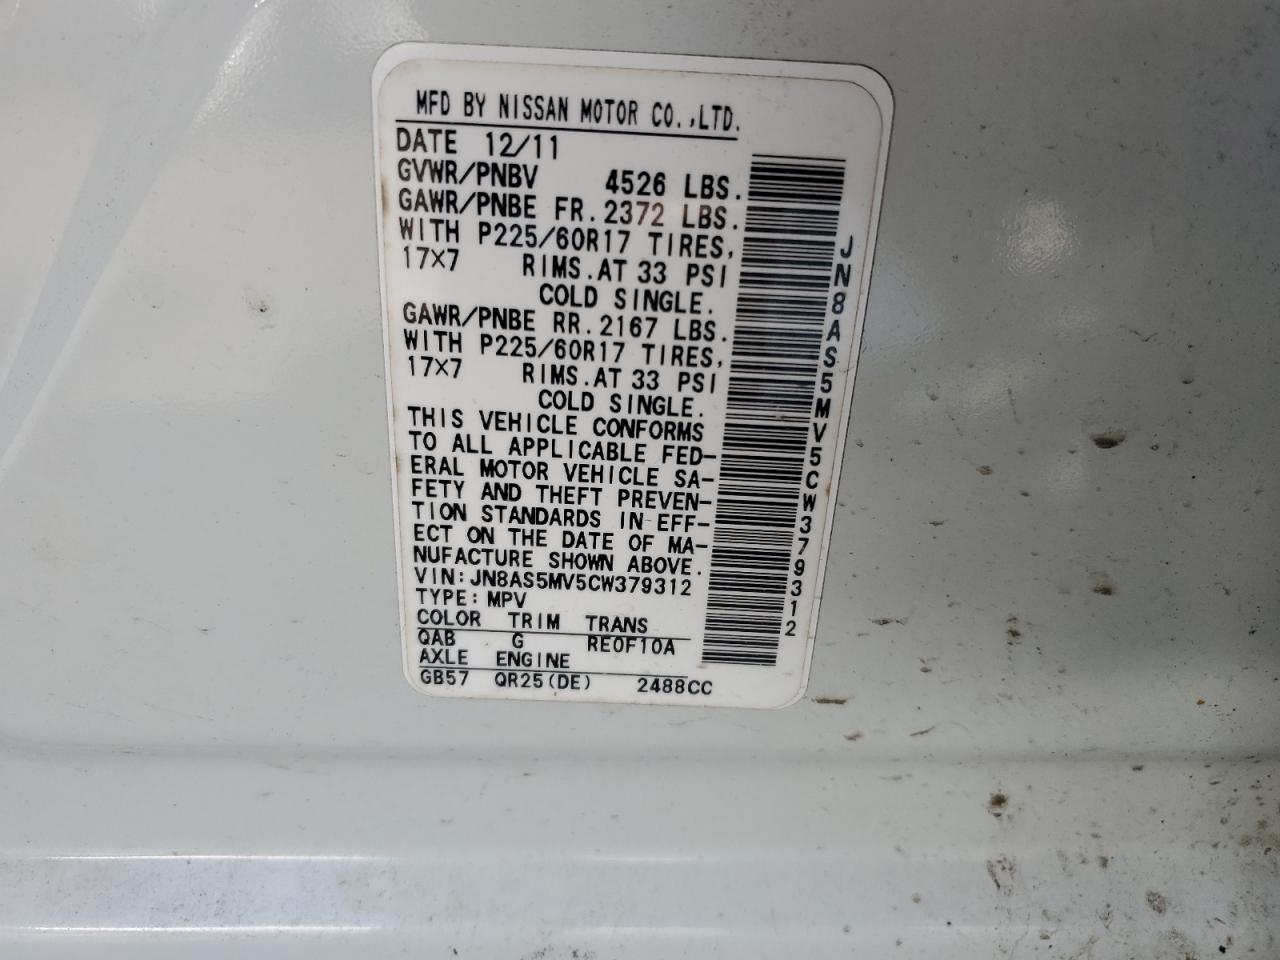 MFD BY NISSAN MOTOR CO.,LTD.
DATE 12/11
GVWR/PNBV 4526 LBS.
GAWR/PNBE FR. 2372 LBS.
WITH P225/60R17 TIRES,
17×7 RIMS.AT 33 PSI
COLD SINGLE.
GAWR/PNBE RR. 2167 LBS.
WITH P225/60R17 TIRES,
17×7 RIMS.AT 33 PSI
COLD SINGLE.
THIS VEHICLE CONFORMS
TO ALL APPLICABLE FED-
ERAL MOTOR VEHICLE SA-
FETY AND THEFT PREVEN-
TION STANDARDS IN EFF-
ECT ON THE DATE OF MA-
NUFACTURE SHOWN ABOVE.
VIN:JN8AS5MV5CW379312
TYPE:MPV
COLOR TRIM TRANS
QAB G RE0F10A
AXLE ENGINE
GB57 QR25(DE) 2488CC
JN8AS5MV5CW379312